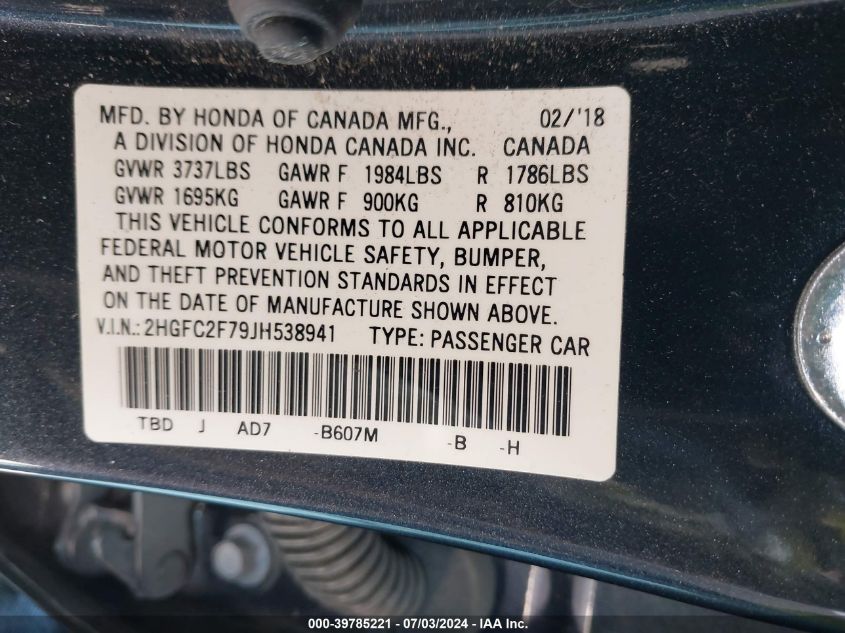 MFD. BY HONDA OF CANADA MFG., 02/'18
A DIVISION OF HONDA CANADA INC. CANADA
GVWR 3737LBS GAWR F 1984LBS R 1786LBS
GVWR 1695KG GAWR F 900KG R 810KG
THIS VEHICLE CONFORMS TO ALL APPLICABLE
FEDERAL MOTOR VEHICLE SAFETY, BUMPER,
AND THEFT PREVENTION STANDARDS IN EFFECT
ON THE DATE OF MANUFACTURE SHOWN ABOVE.
V.I.N.: 2HGFC2F79JH538941 TYPE: PASSENGER CAR
TBD J AD7 -B607M -B -H
000-39785221 - 07/03/2024 - IAA Inc.